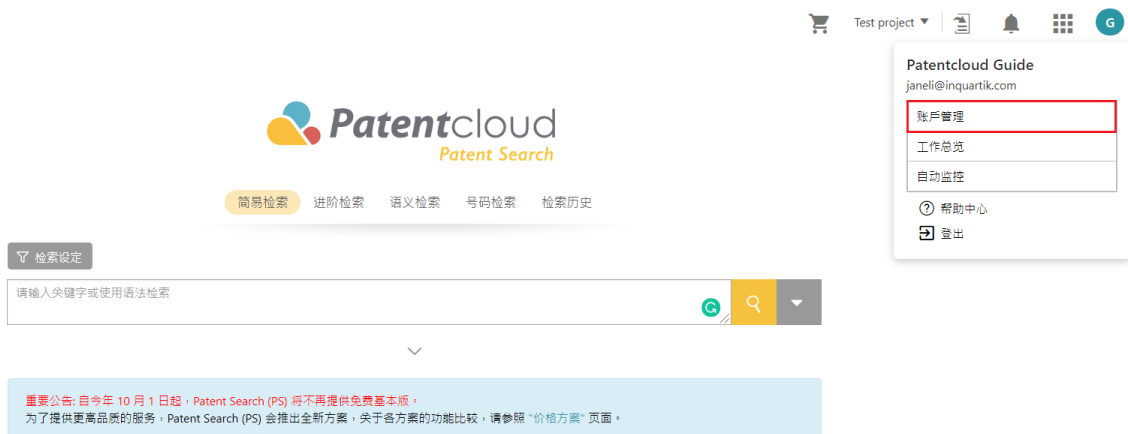 Test project
G
Patentcloud Guide
janeli@inquartik.com
账戶管理
工作总览
自动监控
帮助中心
登出
Patentcloud
Patent Search
简易检索 进阶检索 语义检索 号码检索 检索历史
检索设定
请输入关键字或使用语法检索
重要公告: 自今年 10 月 1 日起，Patent Search (PS) 将不再提供免费基本版。
为了提供更高品质的服务，Patent Search (PS) 会推出全新方案，关于各方案的功能比较，请参照 "价格方案" 页面。